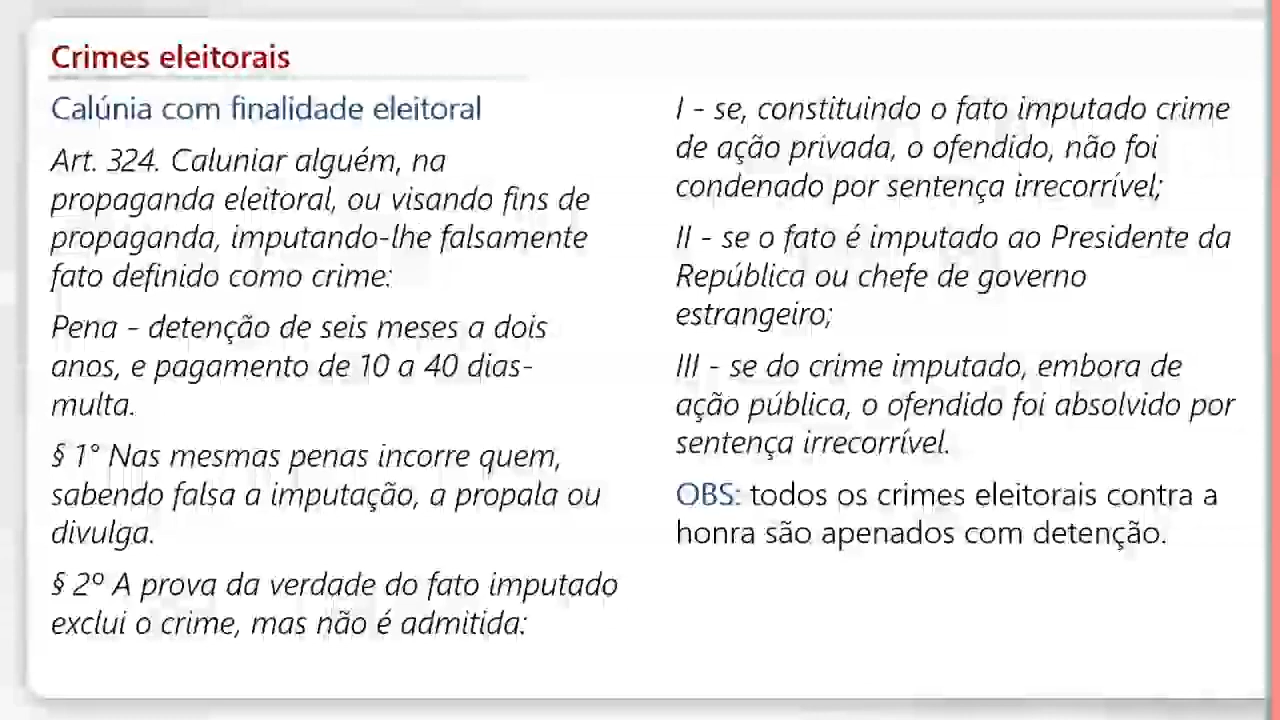 Crimes eleitorais
Calúnia com finalidade eleitoral
Art. 324. Caluniar alguém, na
propaganda eleitoral, ou visando fins de
propaganda, imputando-lhe falsamente
fato definido como crime:
Pena - detenção de seis meses a dois
anos, e pagamento de 10 a 40 dias-
multa.
§ 1° Nas mesmas penas incorre quem,
sabendo falsa a imputação, a propala ou
divulga.
§ 2º A prova da verdade do fato imputado
exclui o crime, mas não é admitida:
I - se, constituindo o fato imputado crime
de ação privada, o ofendido, não foi
condenado por sentença irrecorrível;
II - se o fato é imputado ao Presidente da
República ou chefe de governo
estrangeiro;
III - se do crime imputado, embora de
ação pública, o ofendido foi absolvido por
sentença irrecorrível.
OBS: todos os crimes eleitorais contra a
honra são apenados com detenção.